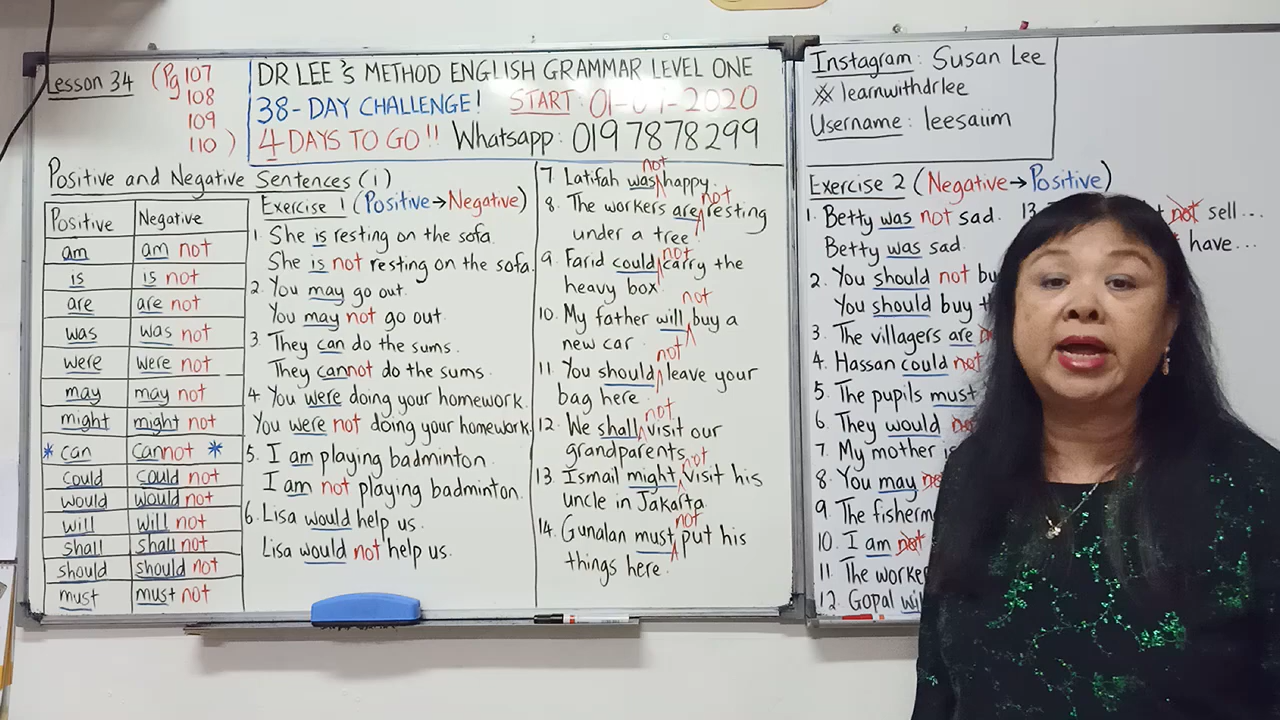 Lesson 34 (Pg 107
108
109
110 )
DR LEE'S METHOD ENGLISH GRAMMAR LEVEL ONE
38-DAY CHALLENGE! START: 01- -2020
4 DAYS TO GO!! Whatsapp: 0197878299
Positive and Negative Sentences (1)
Positive Negative
am am not
is is not
are are not
was was not
were were not
may may not
might might not
* can cannot *
could could not
would would not
will will not
shall shall not
should should not
must must not
Exercise 1 (Positive→Negative)
1. She is resting on the sofa.
She is not resting on the sofa.
2. You may go out.
You may not go out.
3. They can do the sums.
They cannot do the sums.
4. You were doing your homework.
You were not doing your homework.
5. I am playing badminton.
I am not playing badminton.
6. Lisa would help us.
Lisa would not help us.
7. Latifah was not happy.
8. The workers are not resting
under a tree.
9. Farid could not carry the
heavy box.
10. My father will not buy a
new car.
11. You should not leave your
bag here.
12. We shall not visit our
grandparents.
13. Ismail might not visit his
uncle in Jakarta.
14. Gunalan must not put his
things here.
Instagram: Susan Lee
learnwithdrlee
Username: leesaiim
Exercise 2 (Negative→Positive)
1. Betty was not sad.
Betty was sad.
2. You should not
You should buy
3. The villagers are
4. Hassan could not
5. The pupils must
6. They would
7. My mother
8. You may
9. The
10. I am not
11. The
12. Gopal
13.
not sell...
have...